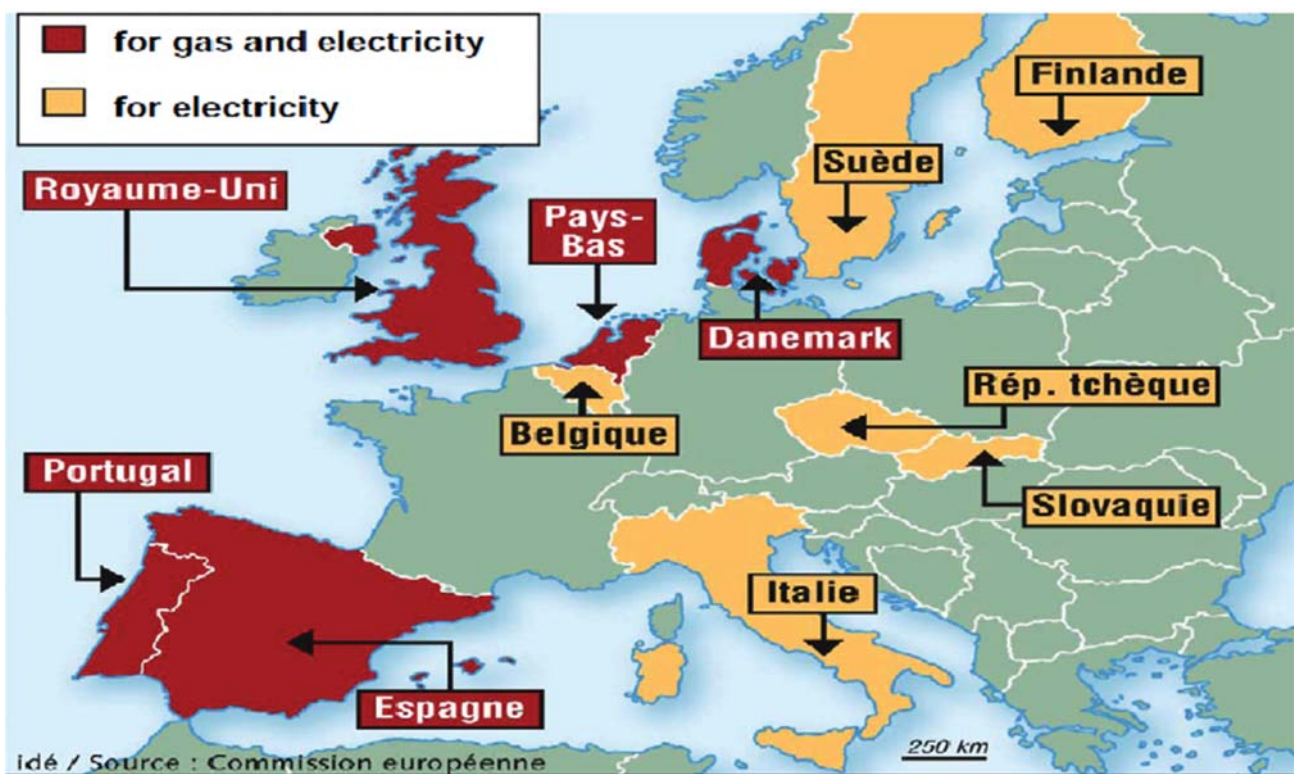 for gas and electricity
for electricity
Finlande
Suède
Royaume-Uni
Pays-
Bas
Danemark
Rép. tchèque
Belgique
Portugal
Slovaquie
Italie
Espagne
250 km
idé / Source : Commission européenne